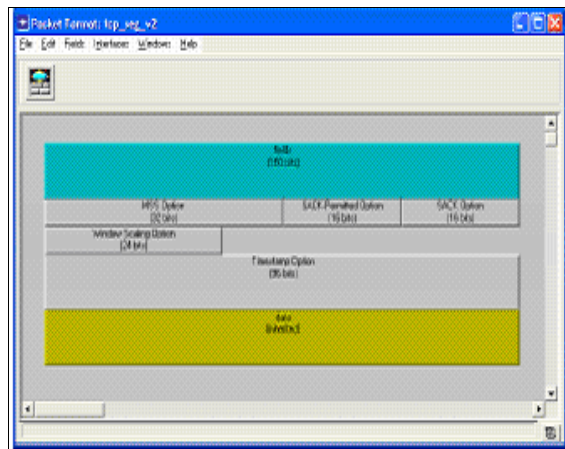 Packet Format: tcp_seg_v2
File Edit Fields Interfaces Windows Help
fields
(160 bits)
MSS Option
(32 bits)
SACK-Permitted Option
(16 bits)
SACK Option
(16 bits)
Window Scaling Option
(24 bits)
Timestamp Option
(96 bits)
data
(inherited)